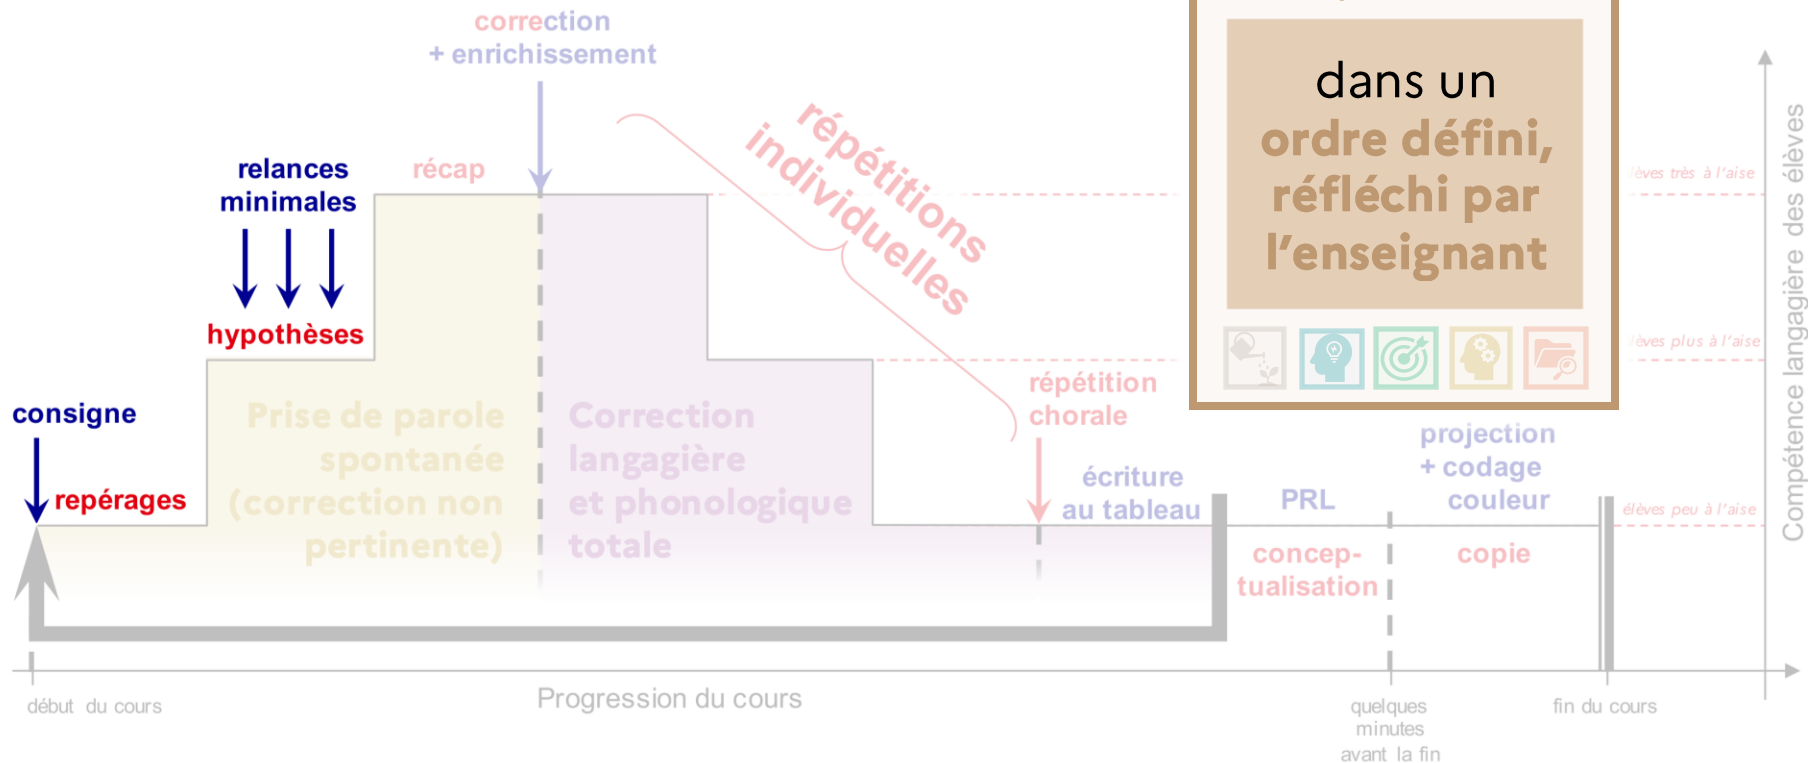 correction
+ enrichissement
relances
minimales
récap
hypothèses
consigne
repérages
Prise de parole
spontanée
(correction non
pertinente)
Correction
langagière
et phonologique
totale
répétitions
individuelles
répétition
chorale
écriture
au tableau
dans un
ordre défini,
réfléchi par
l’enseignant
PRL
concep-
tualisation
projection
+ codage
couleur
copie
très à l’aise
plus à l’aise
élèves peu à l’aise
Compétence langagière des élèves
début du cours
Progression du cours
quelques
minutes
avant la fin
fin du cours